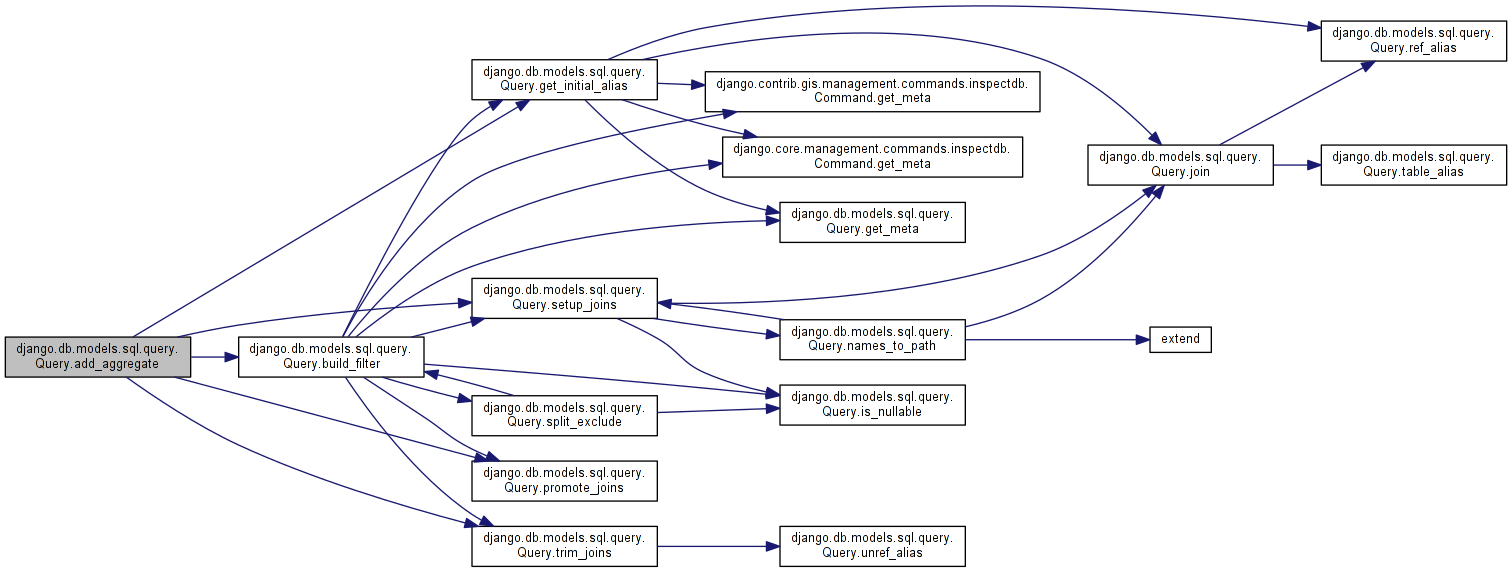 django.db.models.sql.query.
Query.add_aggregate
django.db.models.sql.query.
Query.build_filter
django.db.models.sql.query.
Query.get_initial_alias
django.db.models.sql.query.
Query.setup_joins
django.db.models.sql.query.
Query.split_exclude
django.db.models.sql.query.
Query.promote_joins
django.db.models.sql.query.
Query.trim_joins
django.contrib.gis.management.commands.inspectdb.
Command.get_meta
django.core.management.commands.inspectdb.
Command.get_meta
django.db.models.sql.query.
Query.get_meta
django.db.models.sql.query.
Query.names_to_path
django.db.models.sql.query.
Query.is_nullable
django.db.models.sql.query.
Query.unref_alias
django.db.models.sql.query.
Query.join
extend
django.db.models.sql.query.
Query.ref_alias
django.db.models.sql.query.
Query.table_alias